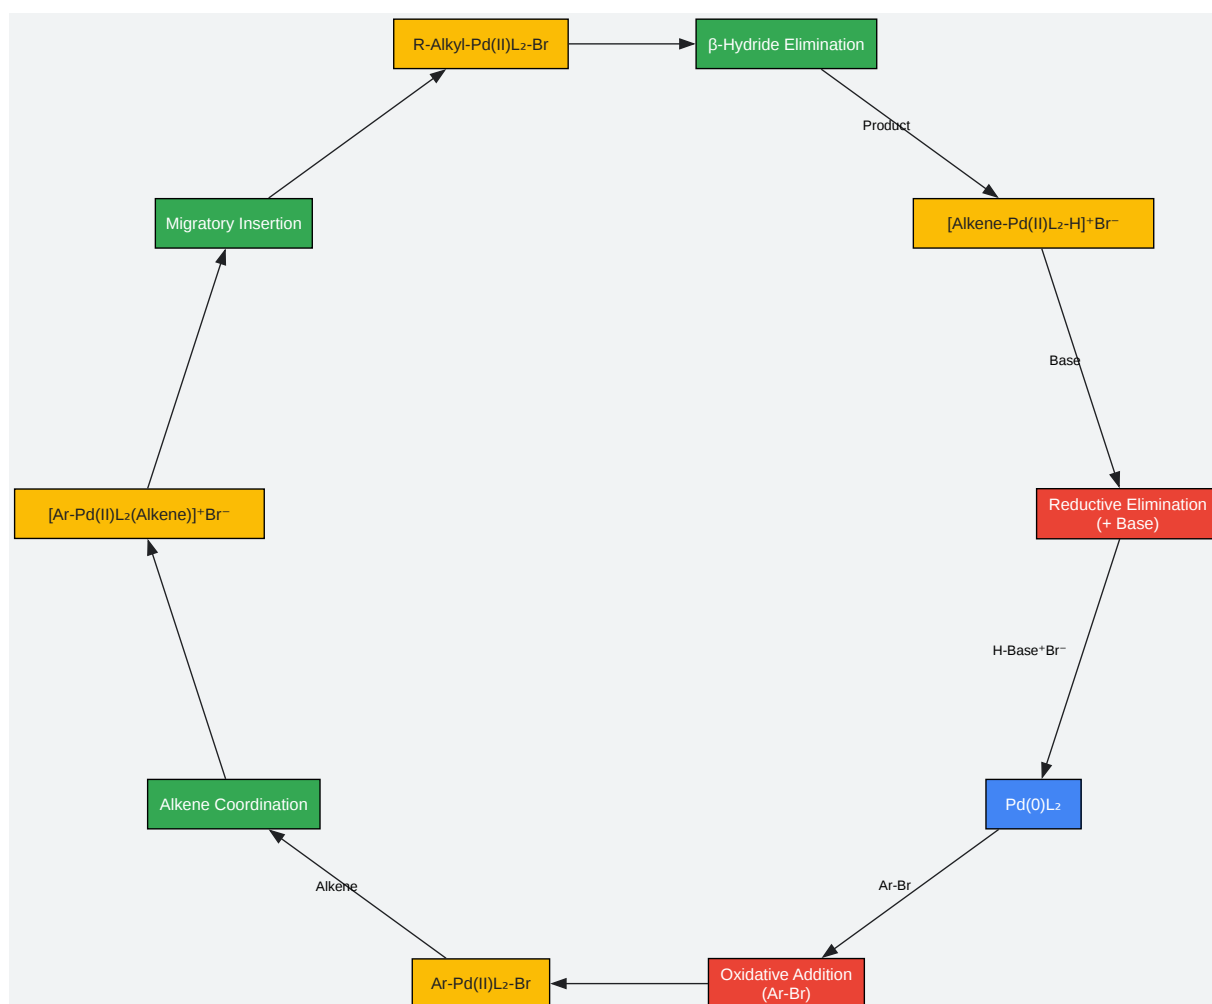 R-Alkyl-Pd(II)L₂-Br
β-Hydride Elimination
Product
Migratory Insertion
[Alkene-Pd(II)L₂-H]⁺Br⁻
Base
[Ar-Pd(II)L₂(Alkene)]⁺Br⁻
Reductive Elimination
(+ Base)
H-Base⁺Br⁻
Alkene Coordination
Pd(0)L₂
Alkene
Ar-Br
Ar-Pd(II)L₂-Br
Oxidative Addition
(Ar-Br)